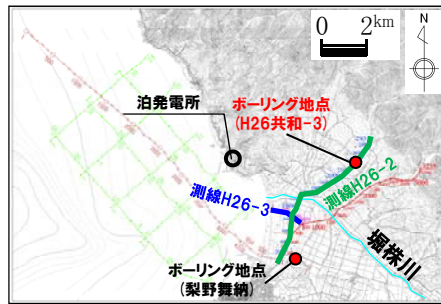 0 2km
N
泊発電所
ボーリング地点
(H26共和-3)
測線H26-2
測線H26-3
堀株川
ボーリング地点
(梨野舞納)